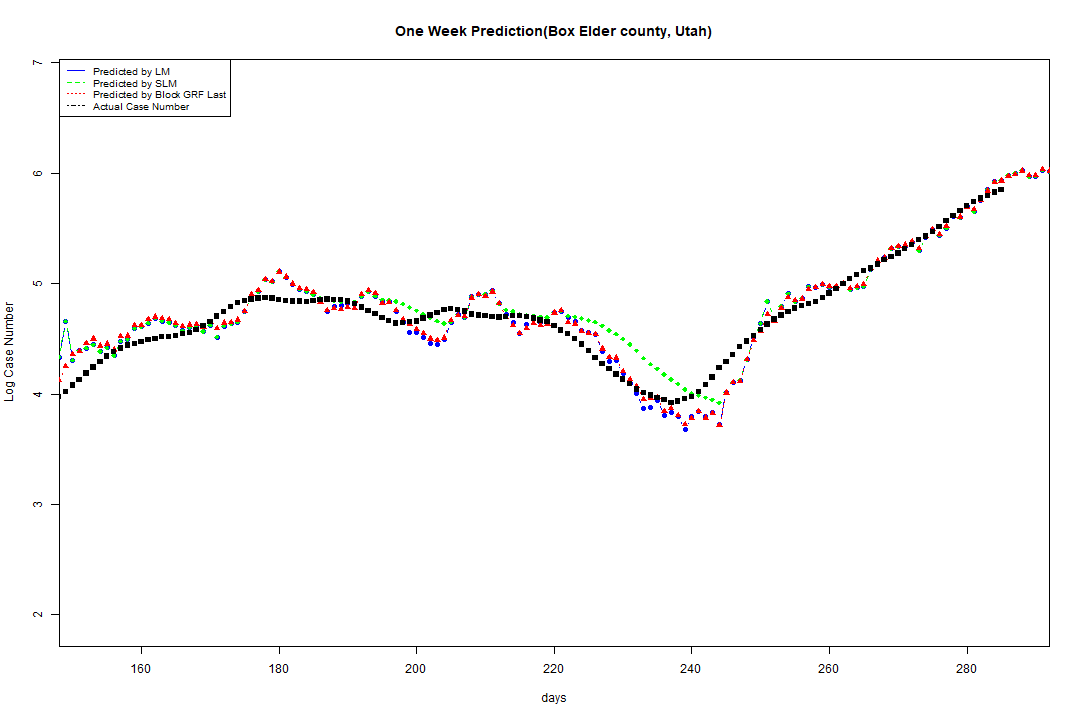 One Week Prediction(Box Elder county, Utah)
Predicted by LM
Predicted by SLM
Predicted by Block GRF Last
Actual Case Number
Log Case Number
7
6
5
4
3
2
160 180 200 220 240 260 280
days